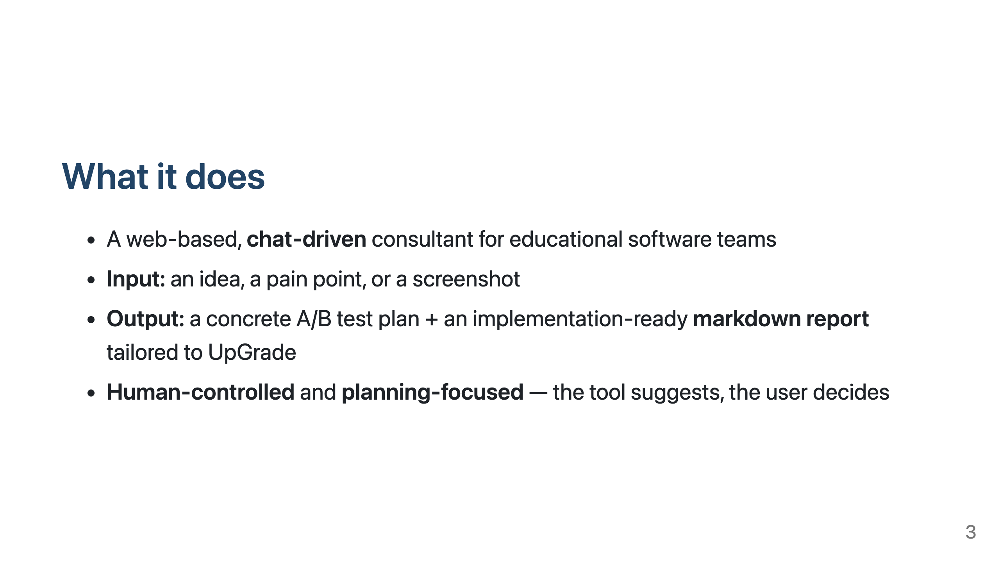 What it does
• A web-based, chat-driven consultant for educational software teams
• Input: an idea, a pain point, or a screenshot
• Output: a concrete A/B test plan + an implementation-ready markdown report
tailored to UpGrade
• Human-controlled and planning-focused — the tool suggests, the user decides
3